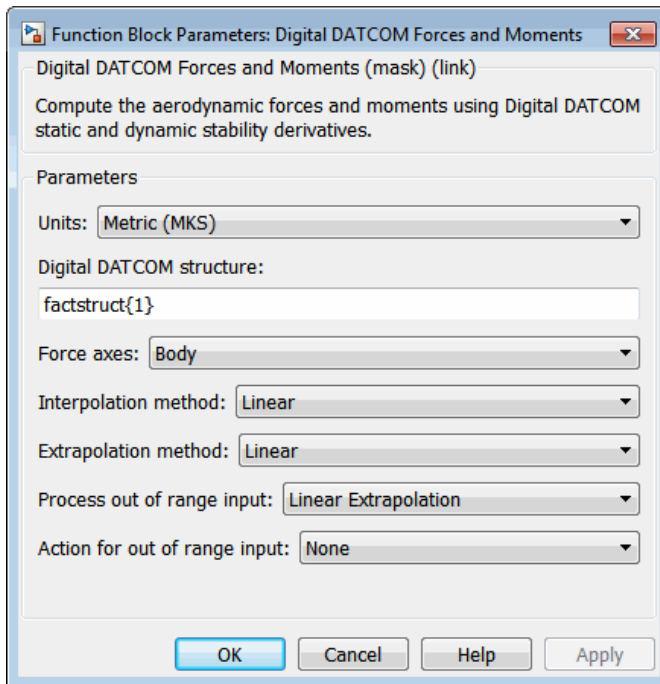 Function Block Parameters: Digital DATCOM Forces and Moments
Digital DATCOM Forces and Moments (mask) (link)
Compute the aerodynamic forces and moments using Digital DATCOM
static and dynamic stability derivatives.
Parameters
Units: Metric (MKS)
Digital DATCOM structure:
factstruct{1}
Force axes: Body
Interpolation method: Linear
Extrapolation method: Linear
Process out of range input: Linear Extrapolation
Action for out of range input: None
OK Cancel Help Apply